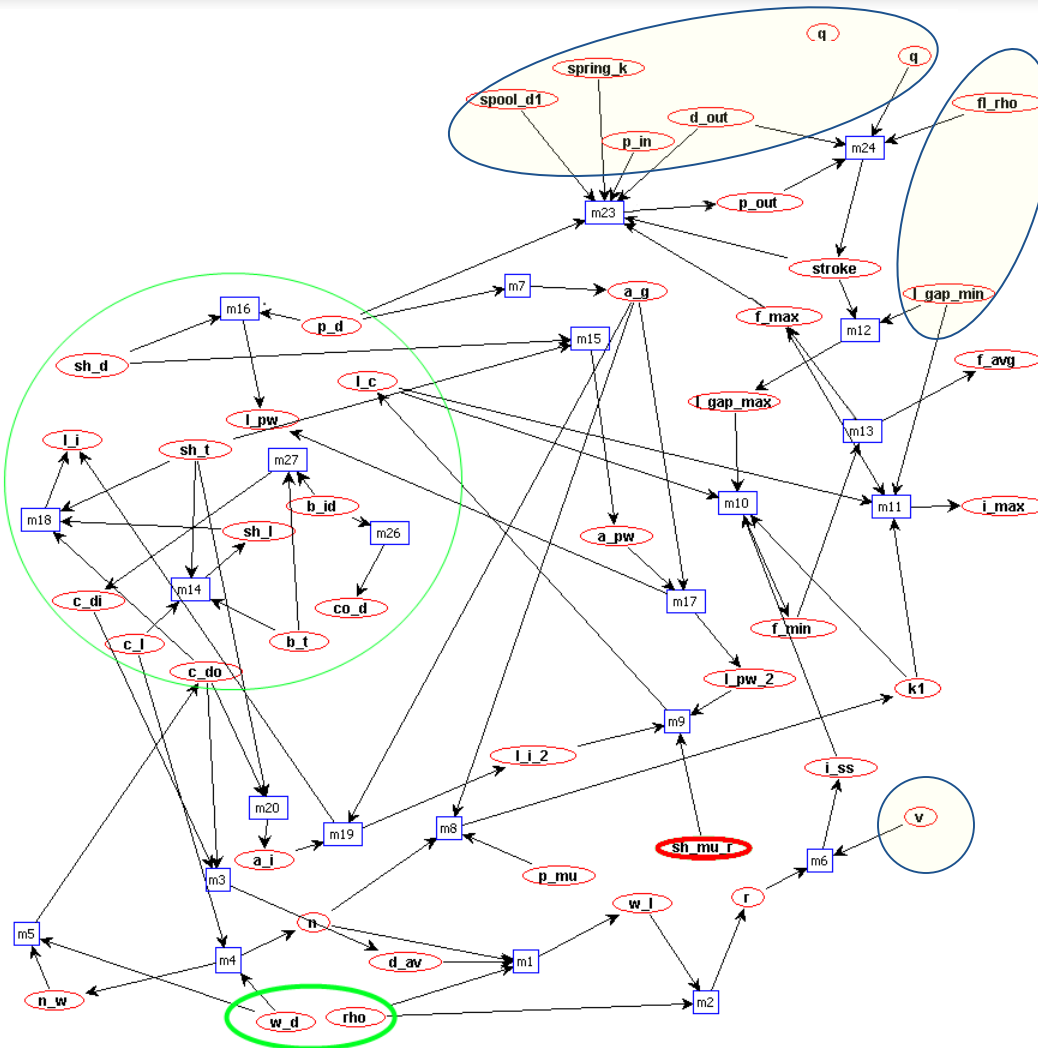 q
q
spring_k
spool_d1
fl_rho
d_out
p_in
m24
p_out
m23
stroke
m7
a_g
l_gap_min
m16
p_d
f_max
m12
m15
sh_d
f_avg
l_c
l_gap_max
l_pw
m13
l_i
sh_t
m27
m10
b_id
m11
i_max
m18
sh_l
m26
a_pw
m14
c_di
m17
co_d
f_min
c_l
b_t
c_do
l_pw_2
k1
m9
l_i_2
i_ss
m20
v
m19
m8
sh_mu_r
a_i
m6
m3
p_mu
r
w_l
n
m5
m4
d_av
m1
n_w
m2
w_d
rho